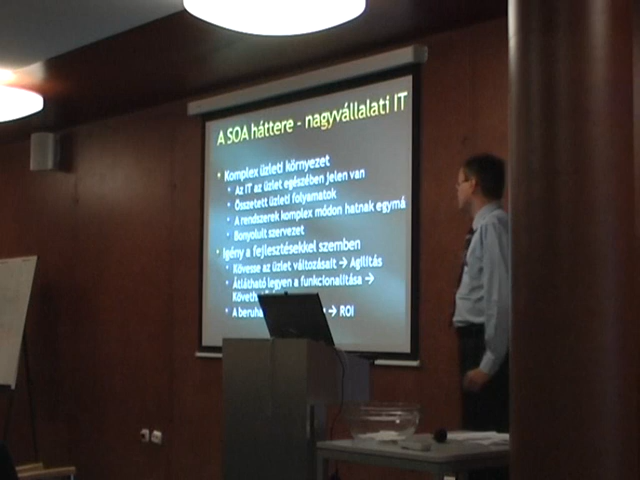 A SOA háttere - nagyvállalati IT
Komplex üzleti környezet
Az IT az üzlet egészében jelen van
Összetett üzleti folyamatok
A rendszerek komplex módon hatnak egymá
Bonyolult szervezet
Igény a fejlesztésekkel szemben
Kövesse az üzlet változásait → Agilitás
Átlátható legyen a funkcionalitása →
Követh
A beruh → ROI